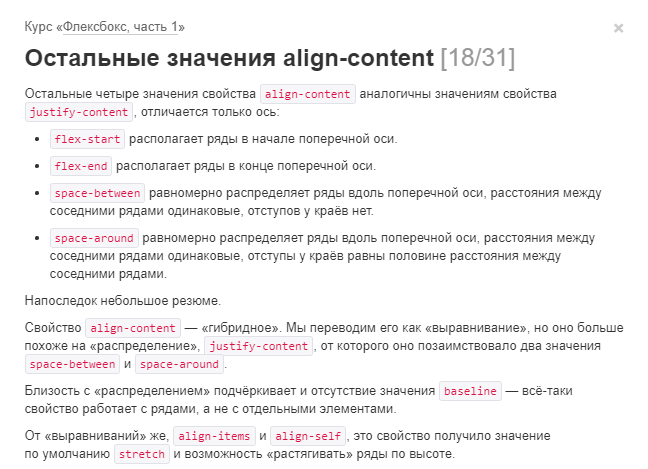 Курс «Флексбокс, часть 1»
×
Остальные значения align-content [18/31]
Остальные четыре значения свойства align-content аналогичны значениям свойства
justify-content, отличается только ось:
• flex-start располагает ряды в начале поперечной оси.
• flex-end располагает ряды в конце поперечной оси.
• space-between равномерно распределяет ряды вдоль поперечной оси, расстояния между
соседними рядами одинаковые, отступов у краёв нет.
• space-around равномерно распределяет ряды вдоль поперечной оси, расстояния между
соседними рядами одинаковые, отступы у краёв равны половине расстояния между
соседними рядами.
Напоследок небольшое резюме.
Свойство align-content — «гибридное». Мы переводим его как «выравнивание», но оно больше
похоже на «распределение», justify-content, от которого оно позаимствовало два значения
space-between и space-around.
Близость с «распределением» подчёркивает и отсутствие значения baseline — всё-таки
свойство работает с рядами, а не с отдельными элементами.
От «выравниваний» же, align-items и align-self, это свойство получило значение
по умолчанию stretch и возможность «растягивать» ряды по высоте.